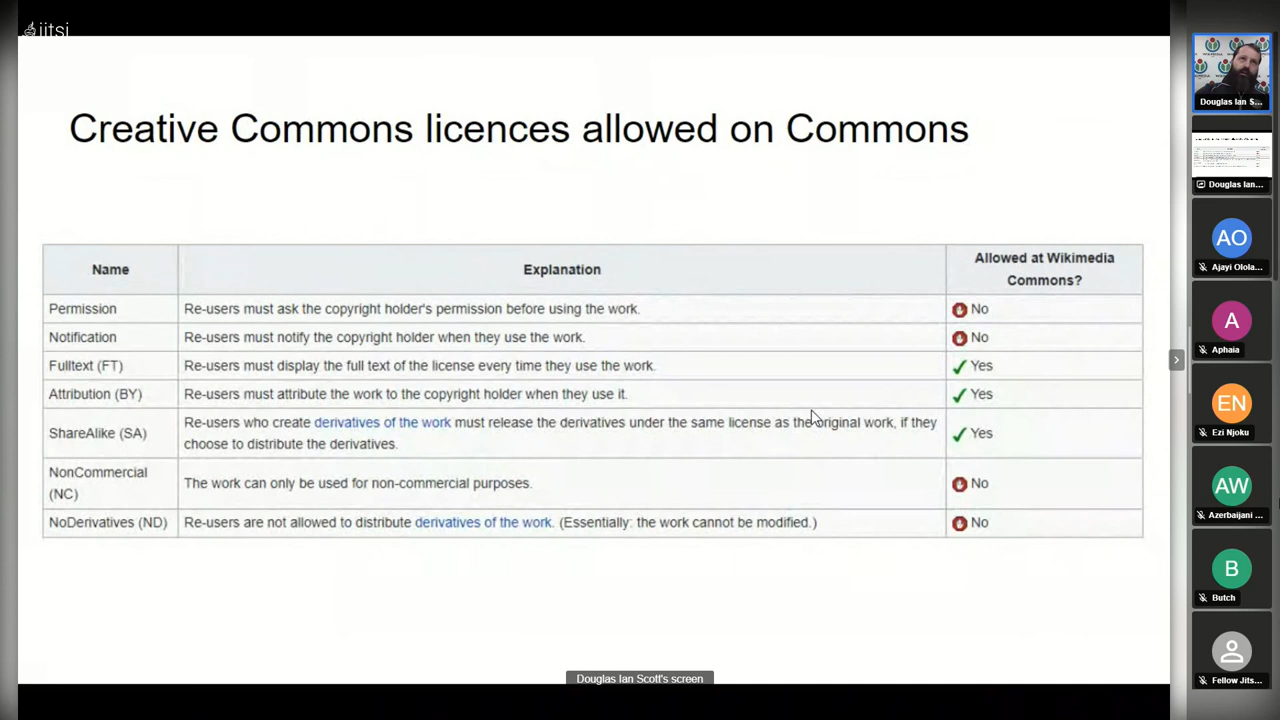 jitsi
Creative Commons licences allowed on Commons
Name
Explanation
Allowed at Wikimedia
Commons?
Permission
Re-users must ask the copyright holder's permission before using the work.
No
Notification
Re-users must notify the copyright holder when they use the work.
No
Fulltext (FT)
Re-users must display the full text of the license every time they use the work.
Yes
Attribution (BY)
Re-users must attribute the work to the copyright holder when they use it.
Yes
ShareAlike (SA)
Re-users who create derivatives of the work must release the derivatives under the same license as the original work, if they
choose to distribute the derivatives.
Yes
NonCommercial
(NC)
The work can only be used for non-commercial purposes.
No
NoDerivatives (ND)
Re-users are not allowed to distribute derivatives of the work. (Essentially: the work cannot be modified.)
No
Douglas Ian Scott's screen
Douglas Ian S...
Douglas Ian...
AO
Ajayi Olola...
A
Aphaia
EN
Ezi Njoku
AW
Azerbaijani ...
B
Butch
Fellow Jits...